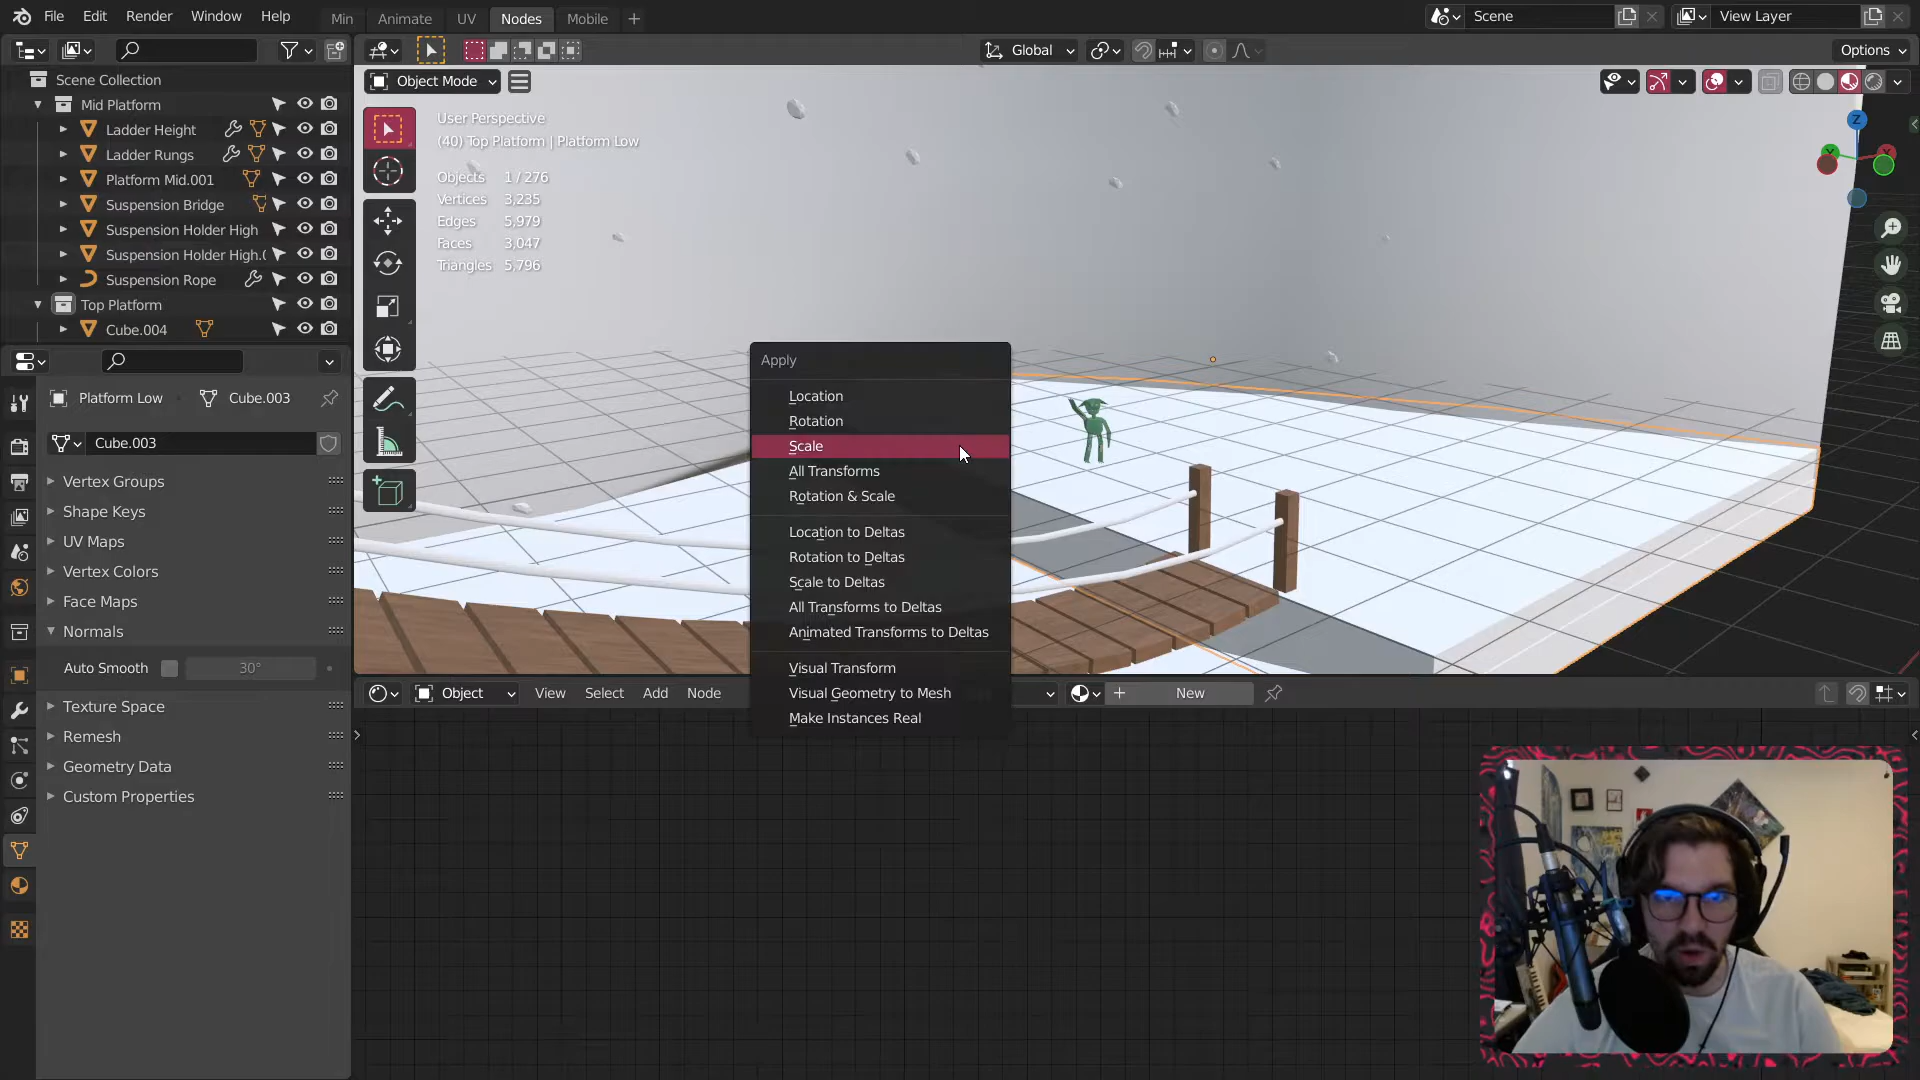 File Edit Render Window Help Min Animate UV Nodes Mobile + Scene View Layer
Global Options
Object Mode
Scene Collection
Mid Platform
Ladder Height
Ladder Rungs
Platform Mid.001
Suspension Bridge
Suspension Holder High
Suspension Holder High.0
Suspension Rope
Top Platform
Cube.004
Platform Low Cube.003
Cube.003
Vertex Groups
Shape Keys
UV Maps
Vertex Colors
Face Maps
Normals
Auto Smooth 30°
Texture Space
Remesh
Geometry Data
Custom Properties
User Perspective
(40) Top Platform | Platform Low
Objects 1 / 276
Vertices 3,235
Edges 5,979
Faces 3,047
Triangles 5,796
Z
Apply
Location
Rotation
Scale
All Transforms
Rotation & Scale
Location to Deltas
Rotation to Deltas
Scale to Deltas
All Transforms to Deltas
Animated Transforms to Deltas
Visual Transform
Visual Geometry to Mesh
Make Instances Real
Object View Select Add Node New